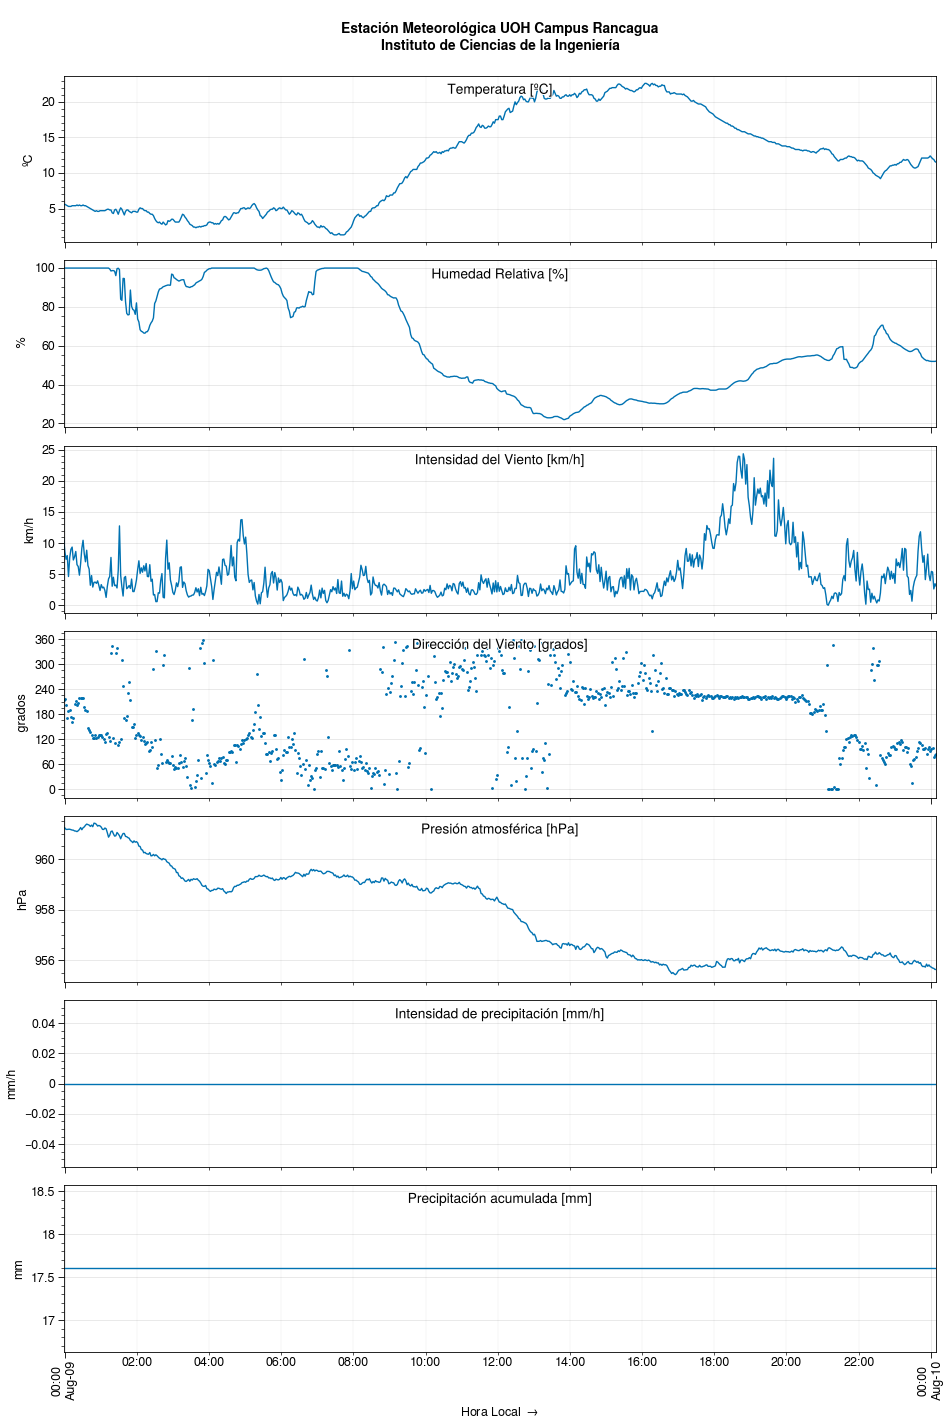 Estación Meteorológica UOH Campus Rancagua
Instituto de Ciencias de la Ingeniería
Temperatura [ºC]
20
15
10
5
ºC
Humedad Relativa [%]
100
80
60
40
20
%
Intensidad del Viento [km/h]
25
20
15
10
5
0
km/h
Dirección del Viento [grados]
360
300
240
180
120
60
0
grados
Presión atmosférica [hPa]
960
958
956
hPa
Intensidad de precipitación [mm/h]
0.04
0.02
0
−0.02
−0.04
mm/h
Precipitación acumulada [mm]
18.5
18
17.5
17
mm
00:00 02:00 04:00 06:00 08:00 10:00 12:00 14:00 16:00 18:00 20:00 22:00 00:00
Aug-09 Aug-10
Hora Local →